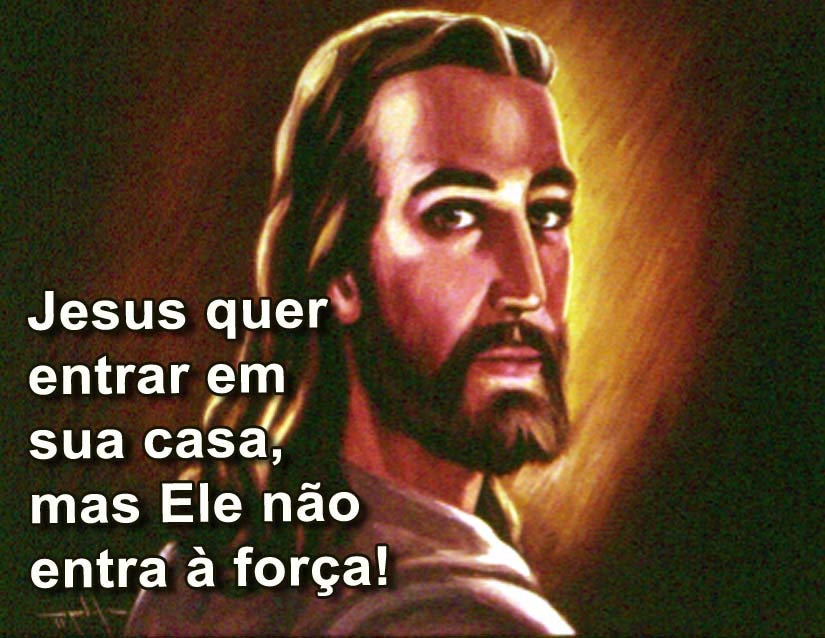 Jesus quer
entrar em
sua casa,
mas Ele não
entra à força!